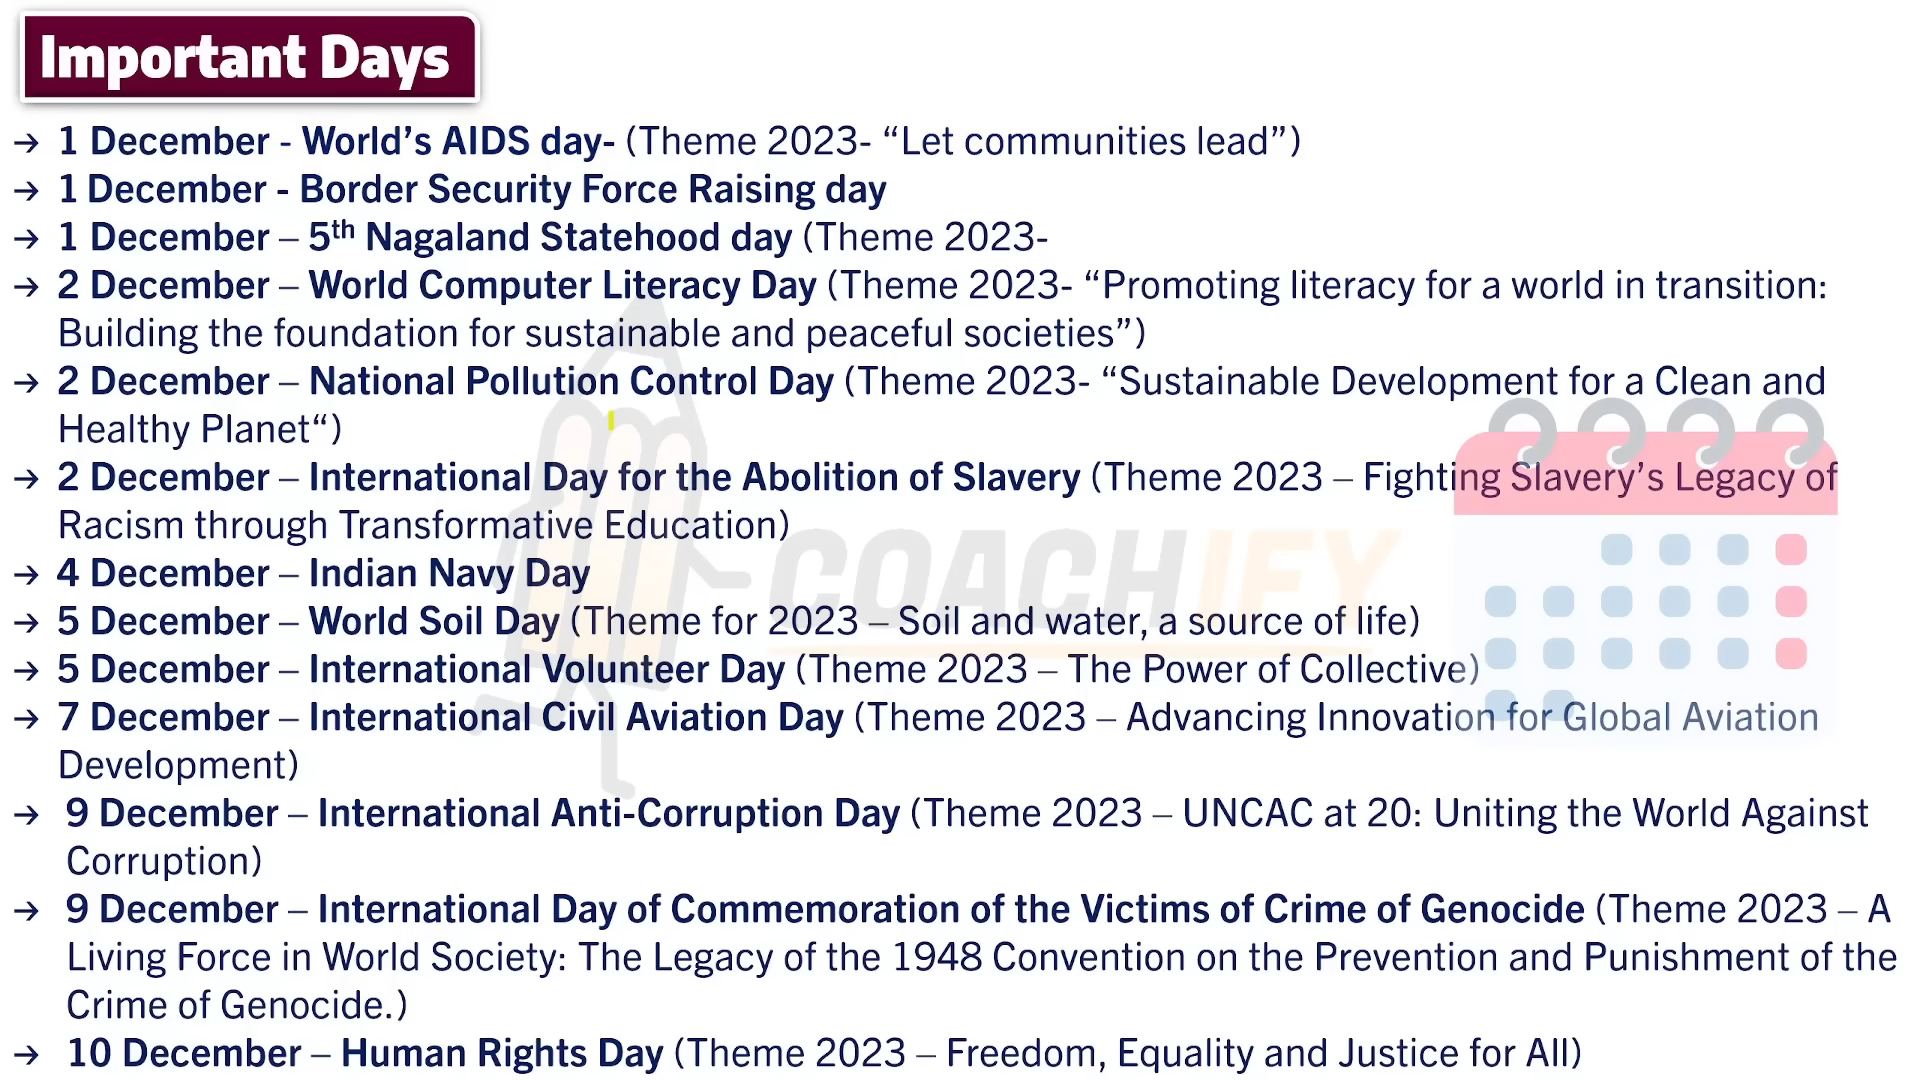 Important Days
→ 1 December - World’s AIDS day- (Theme 2023- “Let communities lead”)
→ 1 December - Border Security Force Raising day
→ 1 December – 5th Nagaland Statehood day (Theme 2023-
→ 2 December – World Computer Literacy Day (Theme 2023- “Promoting literacy for a world in transition:
Building the foundation for sustainable and peaceful societies”)
→ 2 December – National Pollution Control Day (Theme 2023- “Sustainable Development for a Clean and
Healthy Planet“)
→ 2 December – International Day for the Abolition of Slavery (Theme 2023 – Fighting Slavery’s Legacy of
Racism through Transformative Education)
COACHIFY
→ 4 December – Indian Navy Day
→ 5 December – World Soil Day (Theme for 2023 – Soil and water, a source of life)
→ 5 December – International Volunteer Day (Theme 2023 – The Power of Collective)
→ 7 December – International Civil Aviation Day (Theme 2023 – Advancing Innovation for Global Aviation
Development)
→ 9 December – International Anti-Corruption Day (Theme 2023 – UNCAC at 20: Uniting the World Against
Corruption)
→ 9 December – International Day of Commemoration of the Victims of Crime of Genocide (Theme 2023 – A
Living Force in World Society: The Legacy of the 1948 Convention on the Prevention and Punishment of the
Crime of Genocide.)
→ 10 December – Human Rights Day (Theme 2023 – Freedom, Equality and Justice for All)